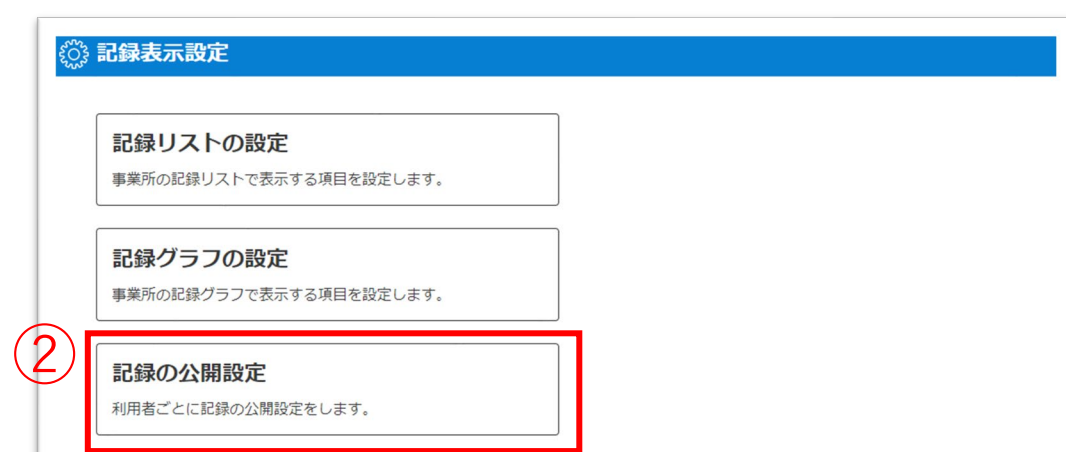 記録表示設定
記録リストの設定
事業所の記録リストで表示する項目を設定します。
記録グラフの設定
事業所の記録グラフで表示する項目を設定します。
②
記録の公開設定
利用者ごとに記録の公開設定をします。